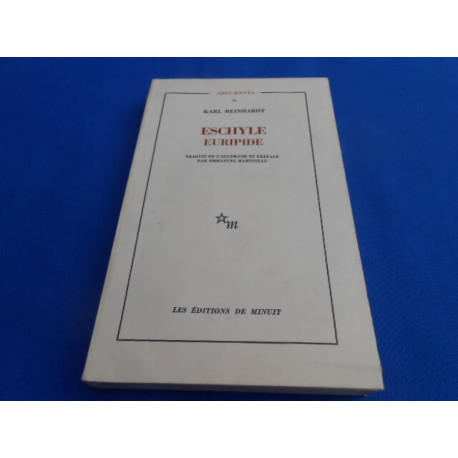 ARGUMENTS
KARL REINHARDT
ESCHYLE
EURIPIDE
TRADUIT DE L'ALLEMAND ET PRÉFACÉ
PAR EMMANUEL MARTINEAU
m
LES ÉDITIONS DE MINUIT